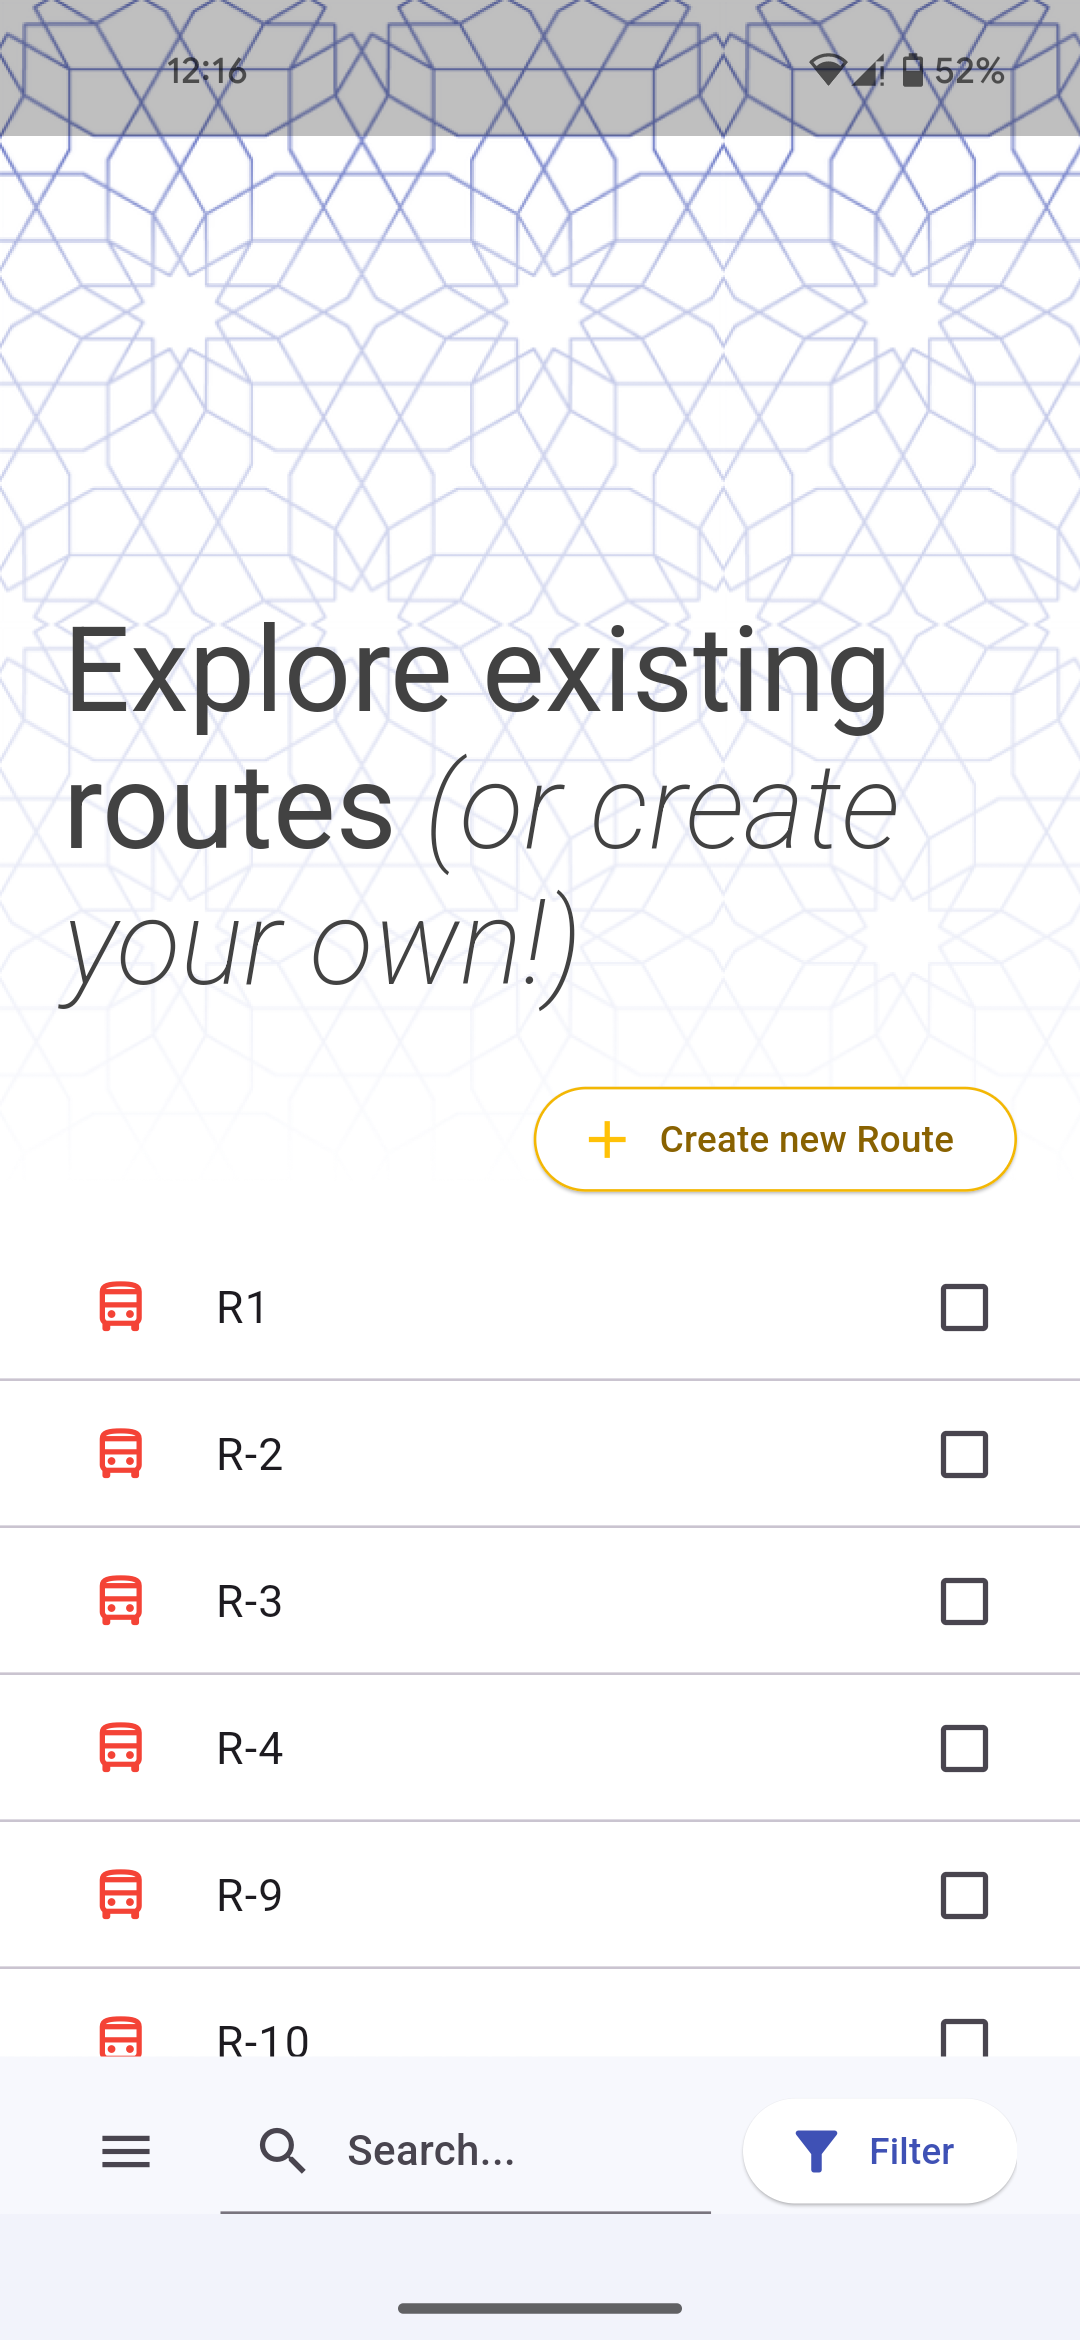 12:16
52%
Explore existing
routes (or create
your own!)
Create new Route
R1
R-2
R-3
R-4
R-9
R-10
Search...
Filter